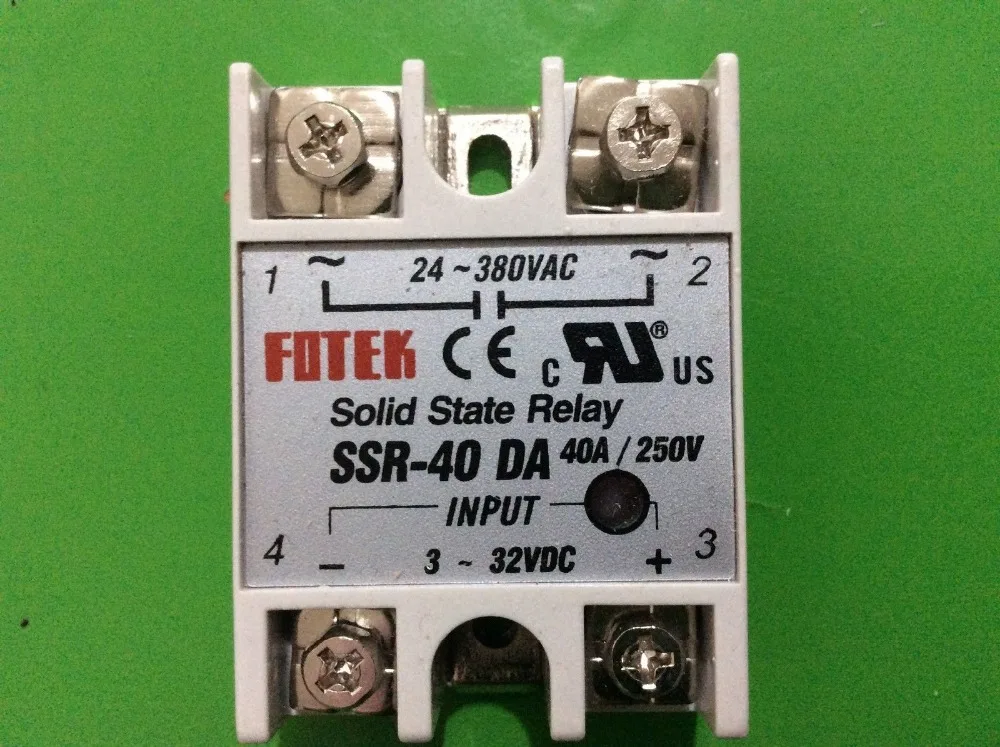 1 ~ 24 ~380VAC ~ 2
FOTEK CE C RU® US
Solid State Relay
SSR-40 DA 40A / 250V
INPUT
4 - 3 ~ 32VDC + 3